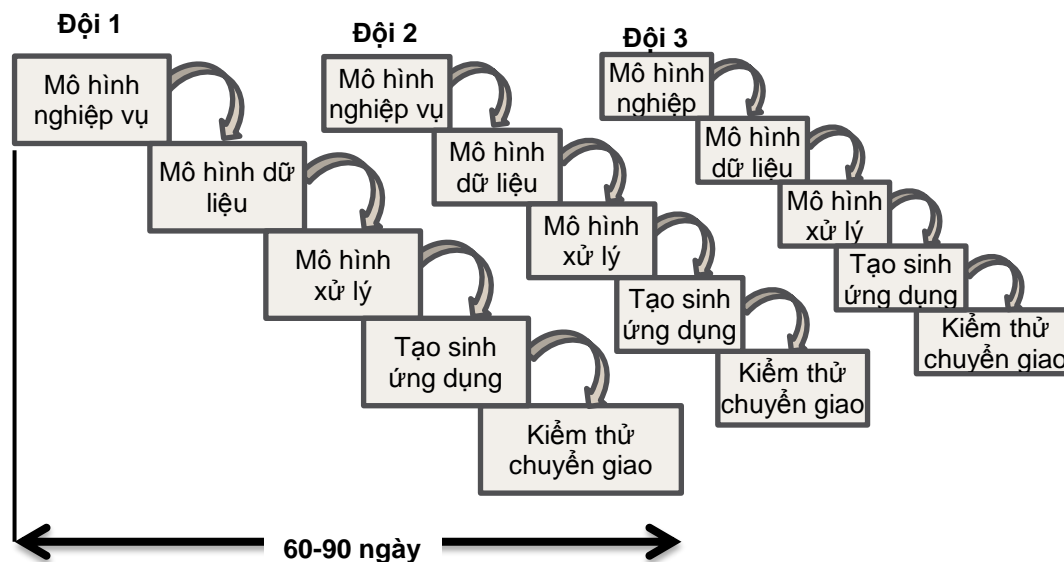 Đội 1
Mô hình
nghiệp vụ
Mô hình dữ
liệu
Mô hình
xử lý
Tạo sinh
ứng dụng
Kiểm thử
chuyển giao
Đội 2
Mô hình
nghiệp vụ
Mô hình
dữ liệu
Mô hình
xử lý
Tạo sinh
ứng dụng
Kiểm thử
chuyển giao
Đội 3
Mô hình
nghiệp
Mô hình
dữ liệu
Mô hình
xử lý
Tạo sinh
ứng dụng
Kiểm thử
chuyển giao
60-90 ngày